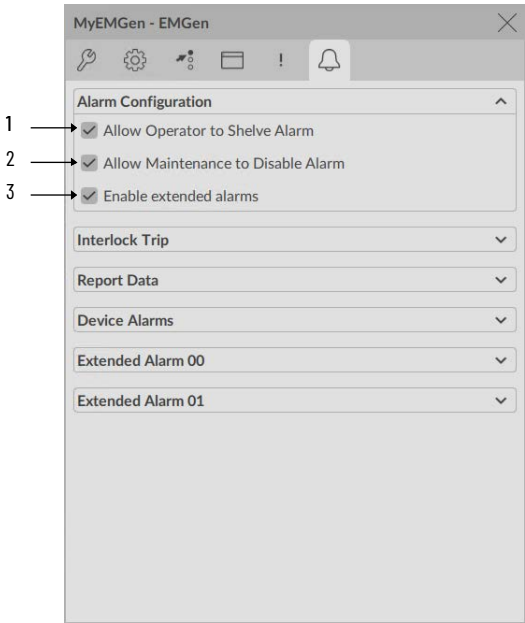 MyEMGen - EMGen
!
Alarm Configuration
1 Allow Operator to Shelve Alarm
2 Allow Maintenance to Disable Alarm
3 Enable extended alarms
Interlock Trip
Report Data
Device Alarms
Extended Alarm 00
Extended Alarm 01